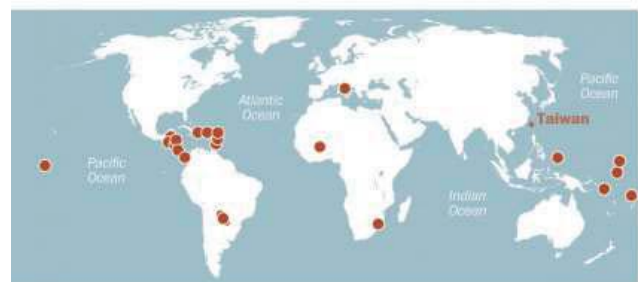 Pacific
Ocean
Atlantic
Ocean
Taiwan
Pacific
Ocean
Indian
Ocean